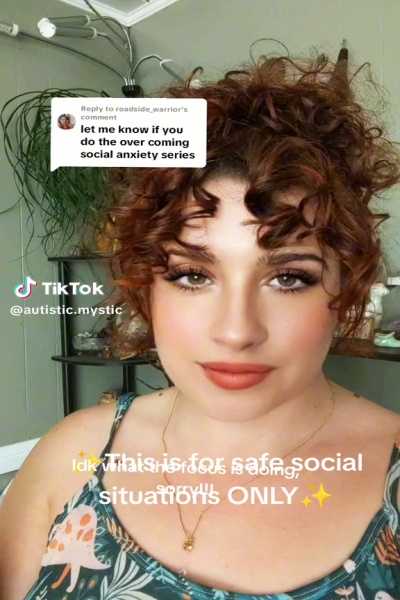 Reply to roadside_warrior's
comment
let me know if you
do the over coming
social anxiety series
TikTok
@autistic.mystic
✨This is for safe social
situations ONLY✨
Idk what the focus is doing,
sorry!!!